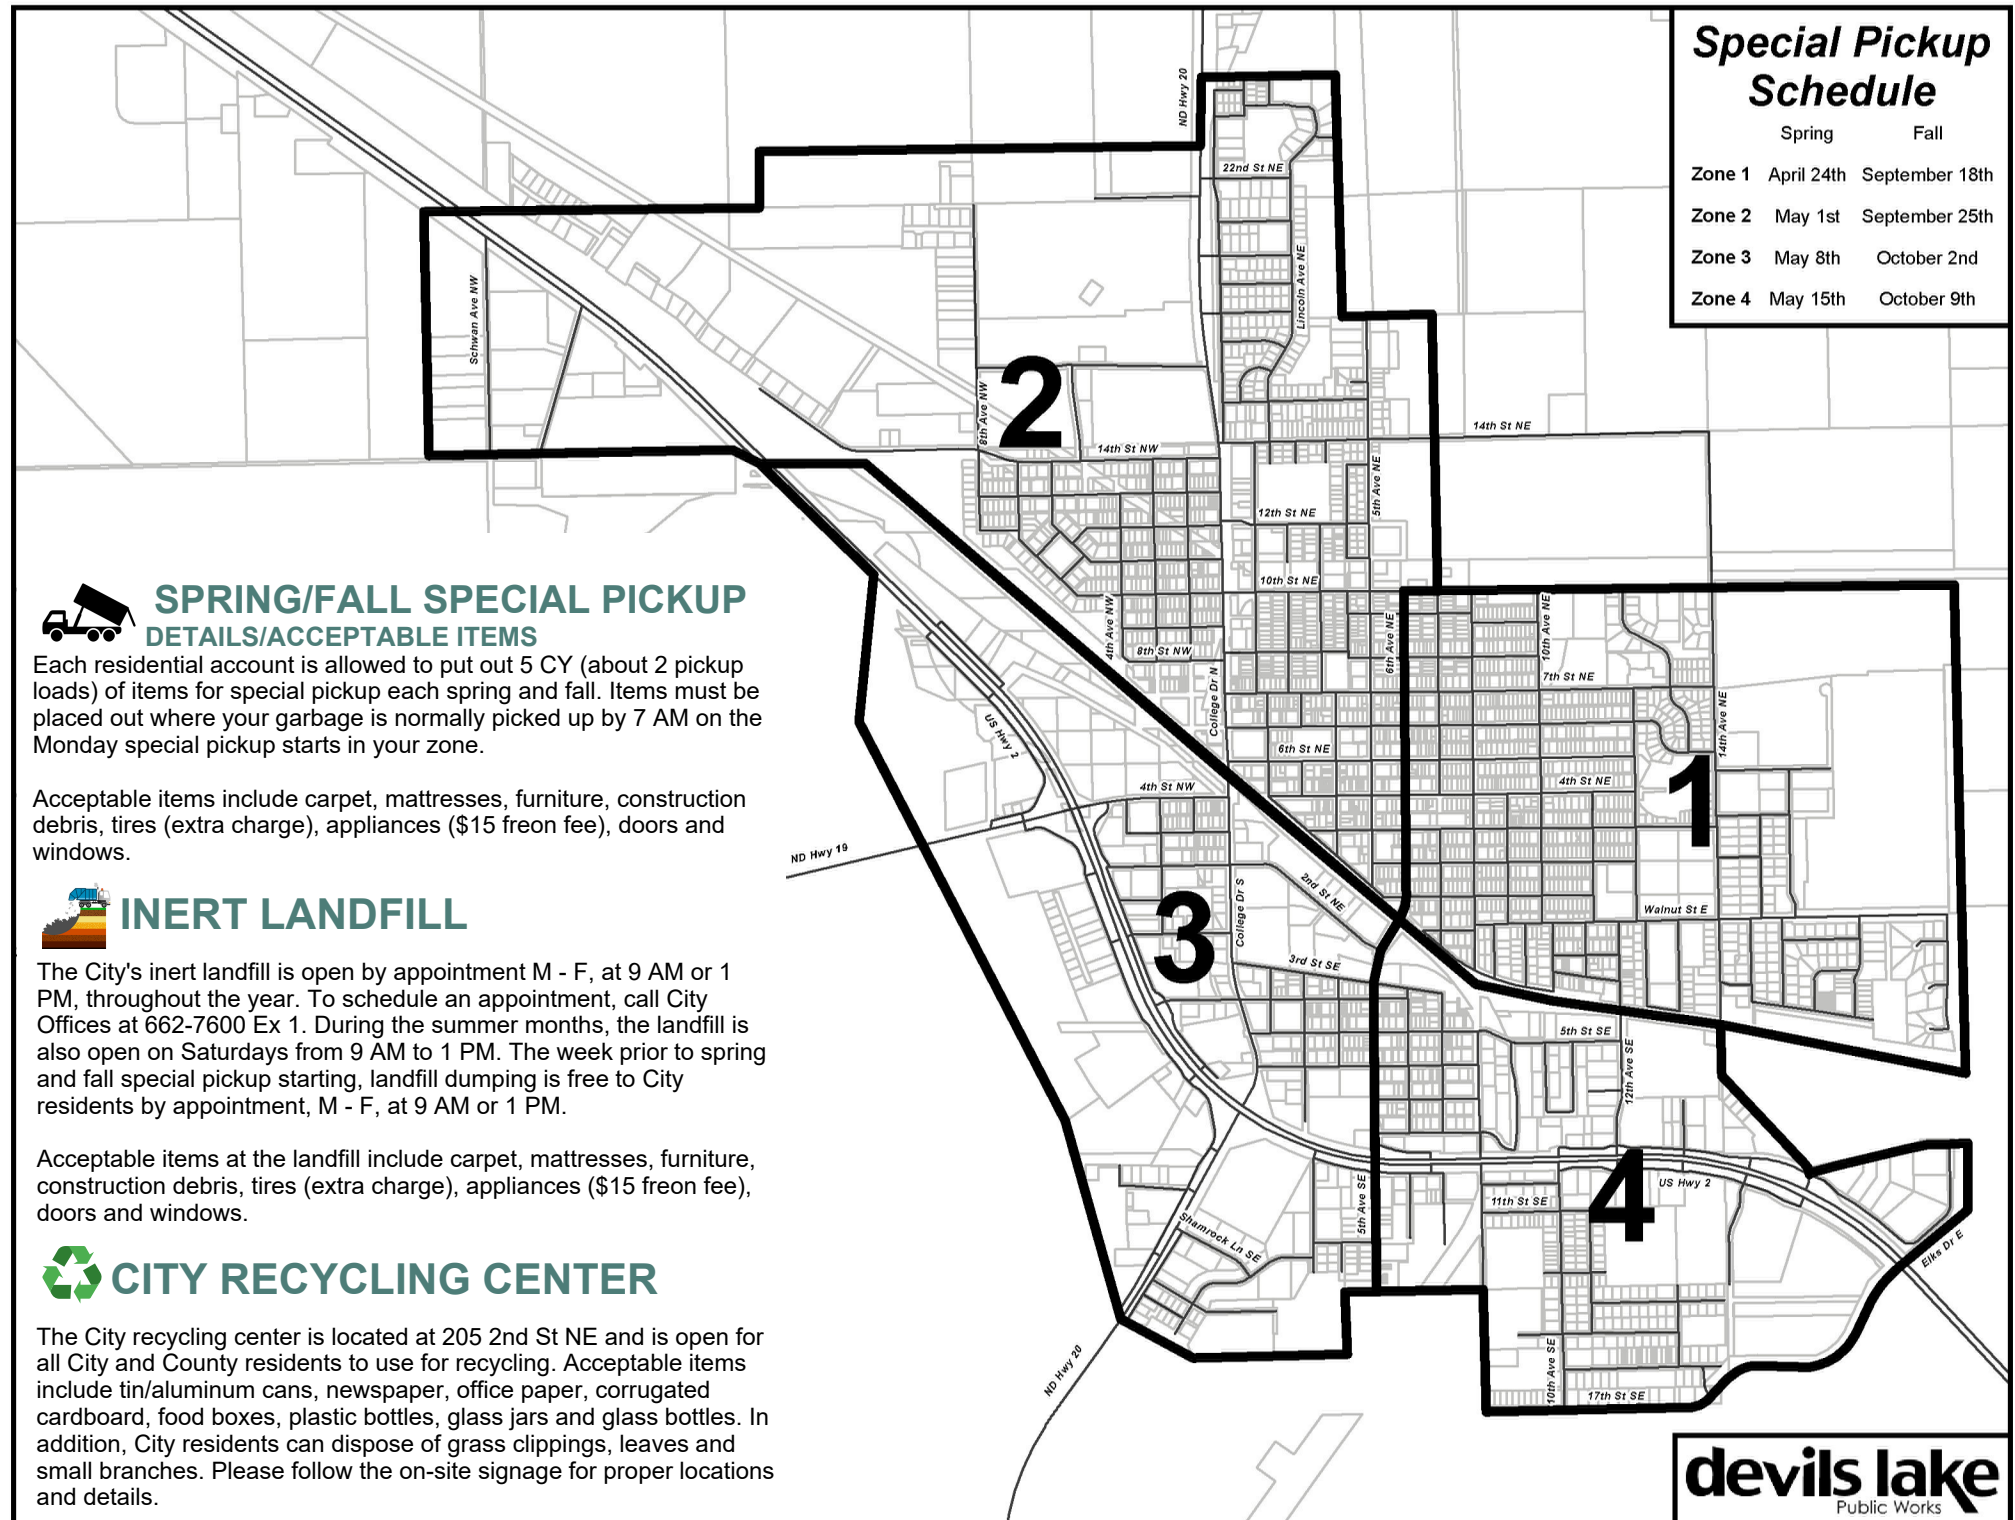 Special Pickup
Schedule
Spring Fall
Zone 1 April 24th September 18th
Zone 2 May 1st September 25th
Zone 3 May 8th October 2nd
Zone 4 May 15th October 9th
SPRING/FALL SPECIAL PICKUP
DETAILS/ACCEPTABLE ITEMS
Each residential account is allowed to put out 5 CY (about 2 pickup
loads) of items for special pickup each spring and fall. Items must be
placed out where your garbage is normally picked up by 7 AM on the
Monday special pickup starts in your zone.
Acceptable items include carpet, mattresses, furniture, construction
debris, tires (extra charge), appliances ($15 freon fee), doors and
windows.
INERT LANDFILL
The City's inert landfill is open by appointment M - F, at 9 AM or 1
PM, throughout the year. To schedule an appointment, call City
Offices at 662-7600 Ex 1. During the summer months, the landfill is
also open on Saturdays from 9 AM to 1 PM. The week prior to spring
and fall special pickup starting, landfill dumping is free to City
residents by appointment, M - F, at 9 AM or 1 PM.
Acceptable items at the landfill include carpet, mattresses, furniture,
construction debris, tires (extra charge), appliances ($15 freon fee),
doors and windows.
CITY RECYCLING CENTER
The City recycling center is located at 205 2nd St NE and is open for
all City and County residents to use for recycling. Acceptable items
include tin/aluminum cans, newspaper, office paper, corrugated
cardboard, food boxes, plastic bottles, glass jars and glass bottles. In
addition, City residents can dispose of grass clippings, leaves and
small branches. Please follow the on-site signage for proper locations
and details.
ND Hwy 20
22nd St NE
Lincoln Ave NE
Schwan Ave NW
8th Ave NW
2
14th St NW
14th St NE
5th Ave NE
12th St NE
10th St NE
4th Ave NW
8th St NW
6th Ave NE
10th Ave NE
7th St NE
College Dr N
14th Ave NE
US Hwy 2
6th St NE
4th St NE
1
4th St NW
ND Hwy 19
2nd St NE
College Dr S
3
Walnut St E
3rd St SE
5th St SE
12th Ave SE
4
US Hwy 2
11th St SE
5th Ave SE
Shamrock Ln SE
Elks Dr E
ND Hwy 20
10th Ave SE
17th St SE
devils lake
Public Works